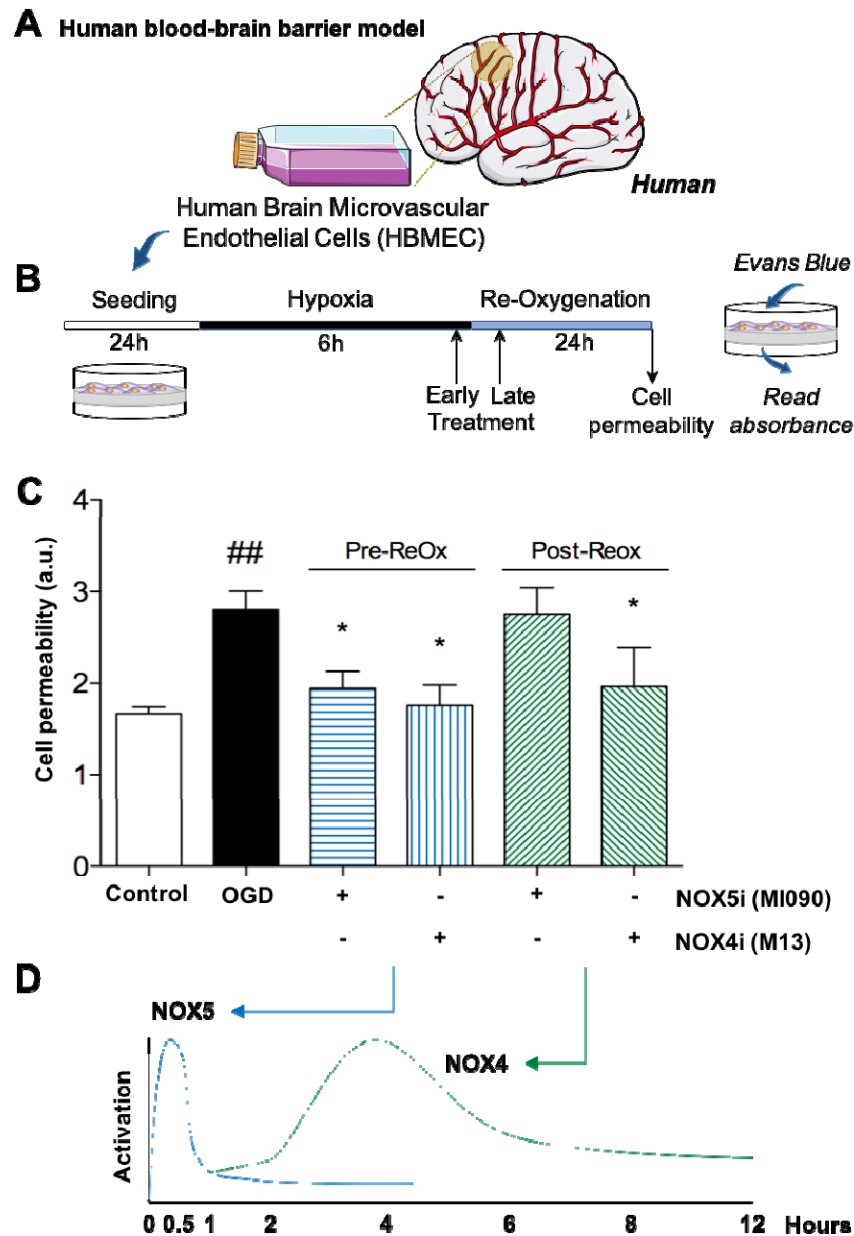 A Human blood-brain barrier model
Human
Human Brain Microvascular
Endothelial Cells (HBMEC)
B
Seeding Hypoxia Re-Oxygenation
24h 6h 24h
Early Late
Treatment
Cell
permeability
Evans Blue
Read
absorbance
C
Cell permeability (a.u.)
4
3
2
1
0
##
Pre-ReOx Post-Reox
* * *
Control OGD + - + - NOX5i (MI090)
- + - + NOX4i (M13)
D
NOX5
NOX4
Activation
0 0.5 1 2 4 6 8 12 Hours